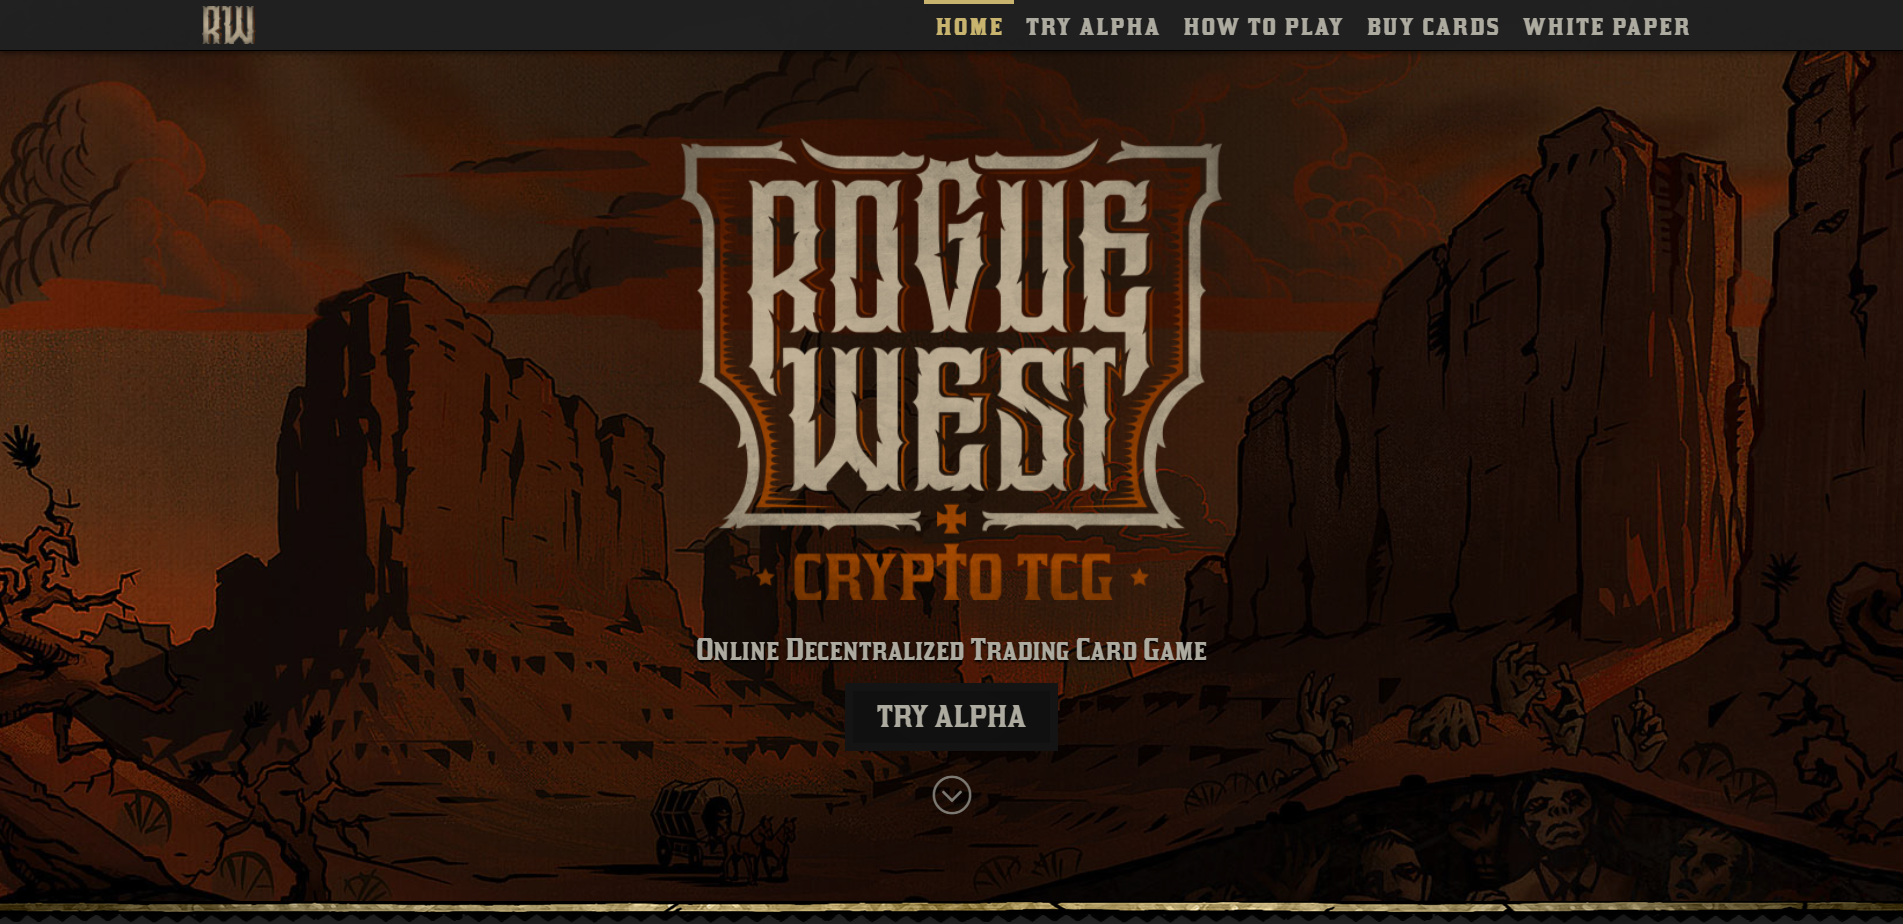 RW
HOME TRY ALPHA HOW TO PLAY BUY CARDS WHITE PAPER
ROGUE
WEST
CRYPTO TCG
Online Decentralized Trading Card Game
TRY ALPHA